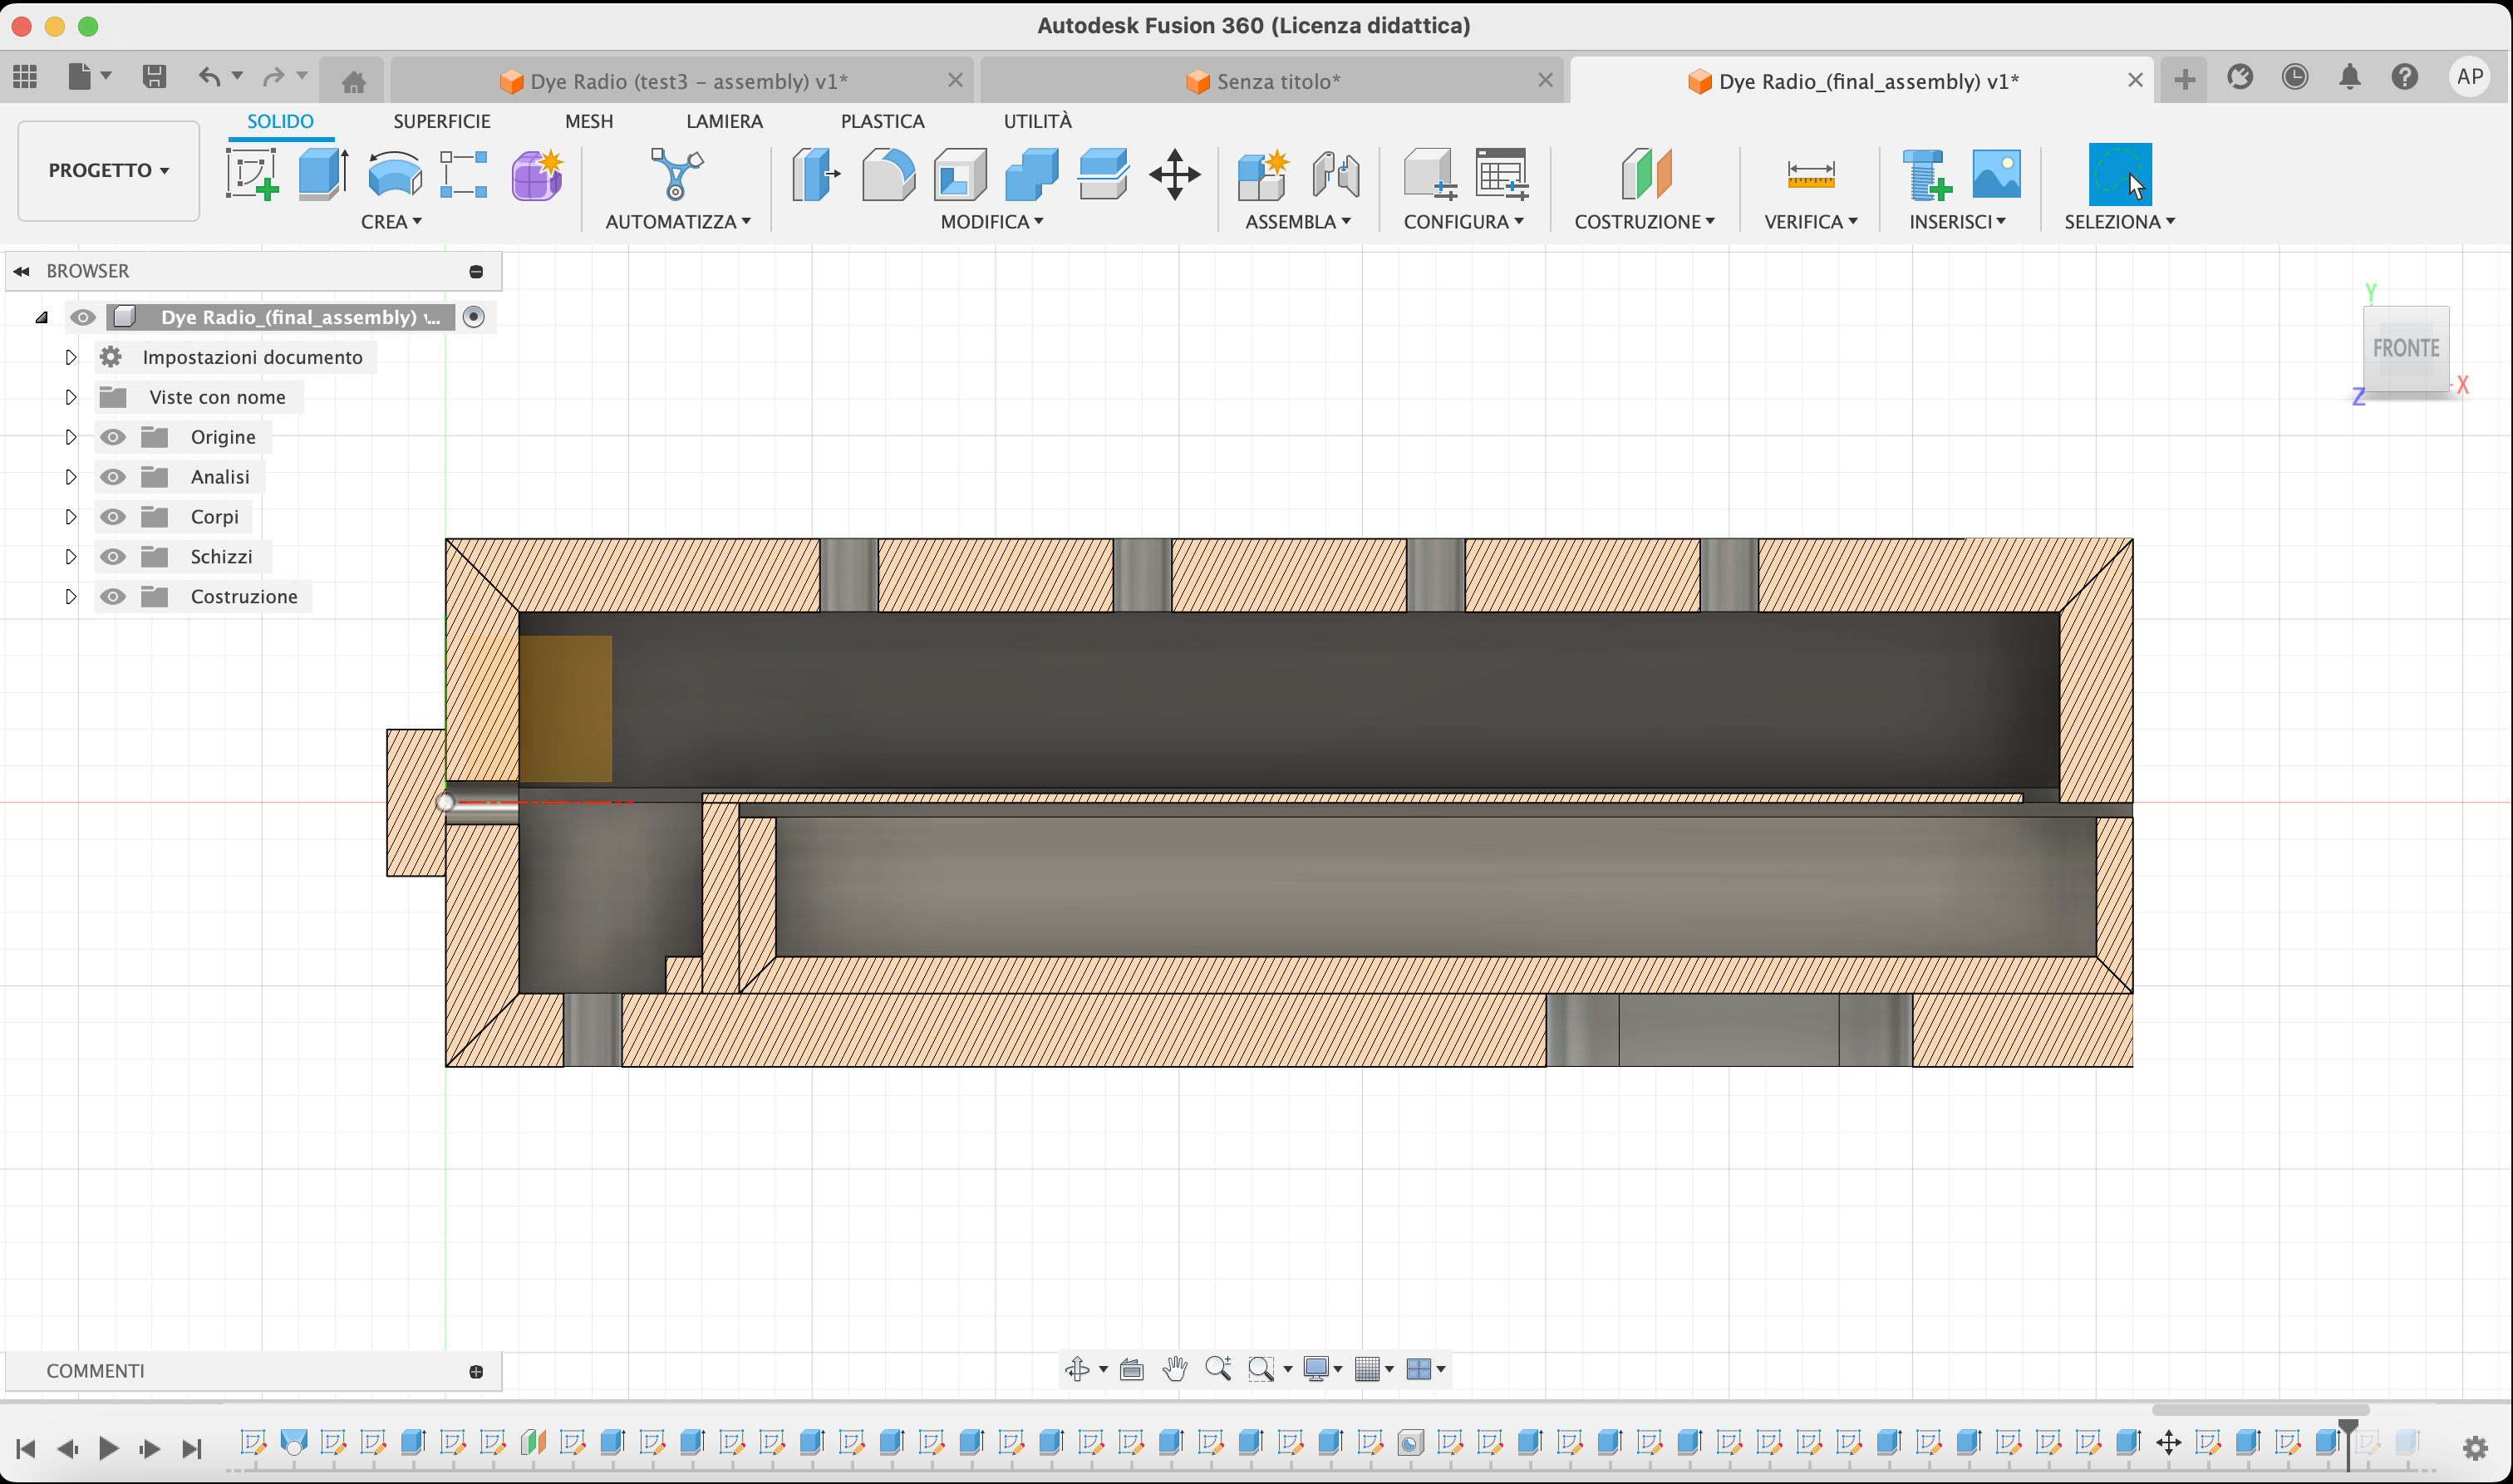 Autodesk Fusion 360 (Licenza didattica)
Dye Radio (test3 – assembly) v1*
Senza titolo*
Dye Radio_(final_assembly) v1*
AP
SOLIDO SUPERFICIE MESH LAMIERA PLASTICA UTILITÀ
PROGETTO
CREA AUTOMATIZZA MODIFICA ASSEMBLA CONFIGURA COSTRUZIONE VERIFICA INSERISCI SELEZIONA
BROWSER
Dye Radio_(final_assembly) v...
Impostazioni documento
Viste con nome
Origine
Analisi
Corpi
Schizzi
Costruzione
Y
FRONTE
X
Z
COMMENTI